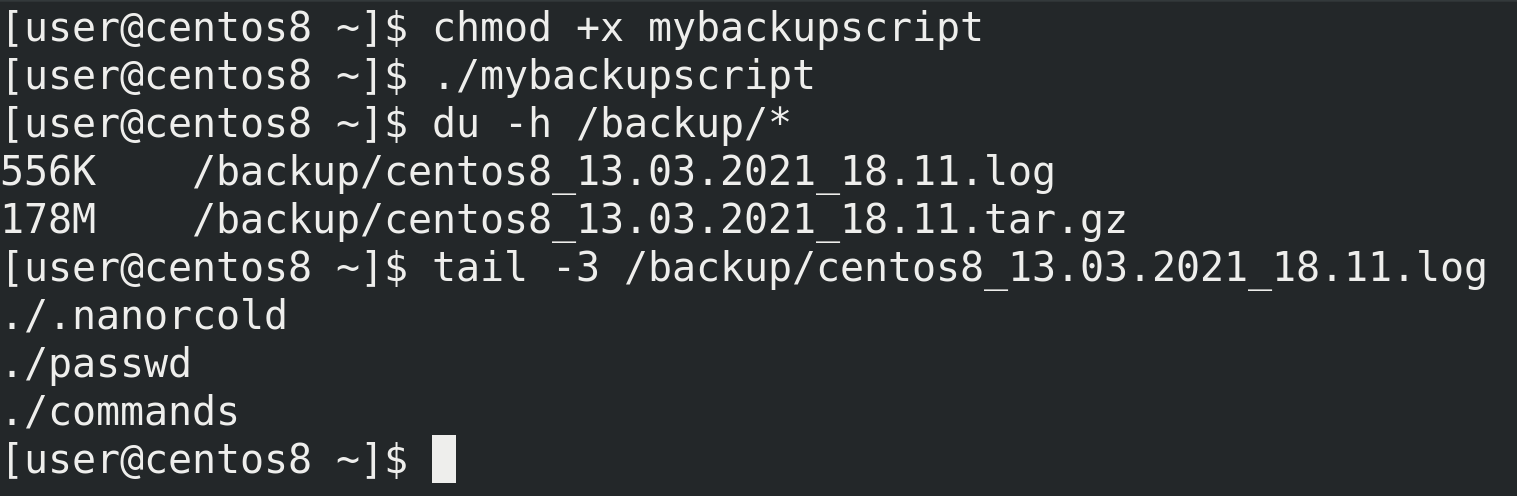 [user@centos8 ~]$ chmod +x mybackupscript
[user@centos8 ~]$ ./mybackupscript
[user@centos8 ~]$ du -h /backup/*
556K    /backup/centos8_13.03.2021_18.11.log
178M    /backup/centos8_13.03.2021_18.11.tar.gz
[user@centos8 ~]$ tail -3 /backup/centos8_13.03.2021_18.11.log
./.nanorcold
./passwd
./commands
[user@centos8 ~]$